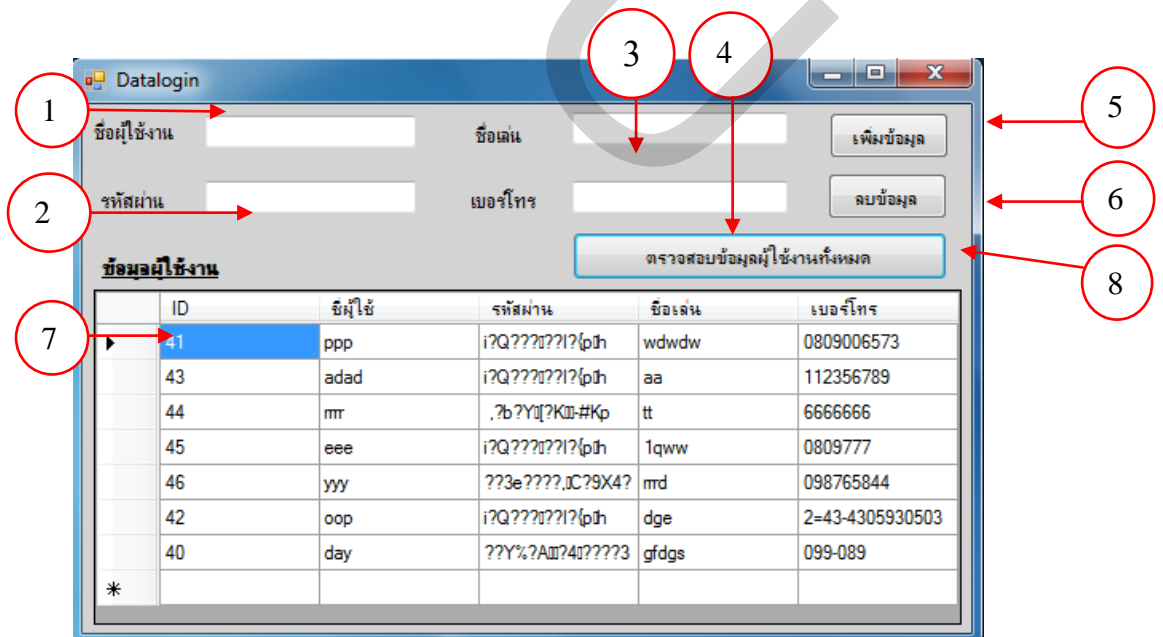 3 4
Datalogin
1 5
ชื่อผู้ใช้งาน ชื่อเล่น เพิ่มข้อมูล
2 รหัสผ่าน เบอร์โทร ลบข้อมูล 6
ข้อมูลผู้ใช้งาน ตรวจสอบข้อมูลผู้ใช้งานทั้งหมด
8
ID ชื่ผู้ใช้ รหัสผ่าน ชื่อเล่น เบอร์โทร
7 41 ppp wdwdw 0809006573
43 adad aa 112356789
44 tt 6666666
45 eee 1qww 0809777
46 yyy 098765844
42 oop dge 2=43-4305930503
40 day gfdgs 099-089